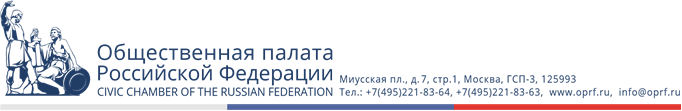 Общественная палата
Российской Федерации
CIVIC CHAMBER OF THE RUSSIAN FEDERATION
Миусская пл., д.7, стр.1, Москва, ГСП-3, 125993
Тел.: +7(495)221-83-64, +7(495)221-83-63, www.oprf.ru, info@oprf.ru